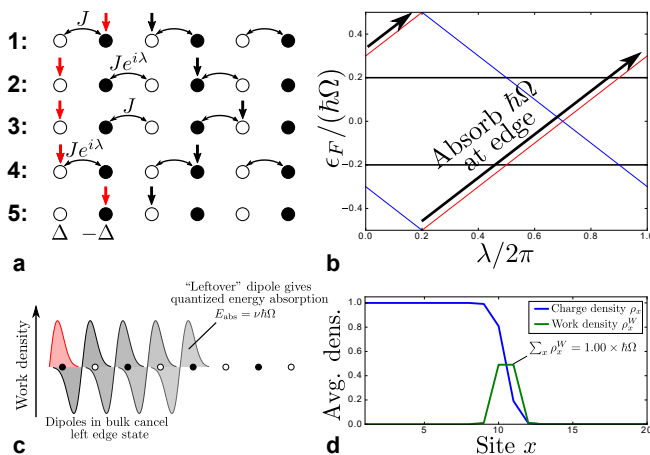 1:
J
2:
Je^{iλ}
3:
J
4:
Je^{iλ}
5:
Δ −Δ
a
ϵ_F/(ħΩ)
0.4
0.2
0.0
−0.2
−0.4
Absorb ħΩ
at edge
0.0 0.2 0.4 0.6 0.8 1.0
λ/2π
b
Work density
“Leftover” dipole gives
quantized energy absorption
E_abs = νħΩ
Dipoles in bulk cancel
left edge state
c
Avg. dens.
1.0
0.8
0.6
0.4
0.2
0.0
Charge density ρ_x
Work density ρ_x^W
∑_x ρ_x^W = 1.00 × ħΩ
5 10 15 20
Site x
d